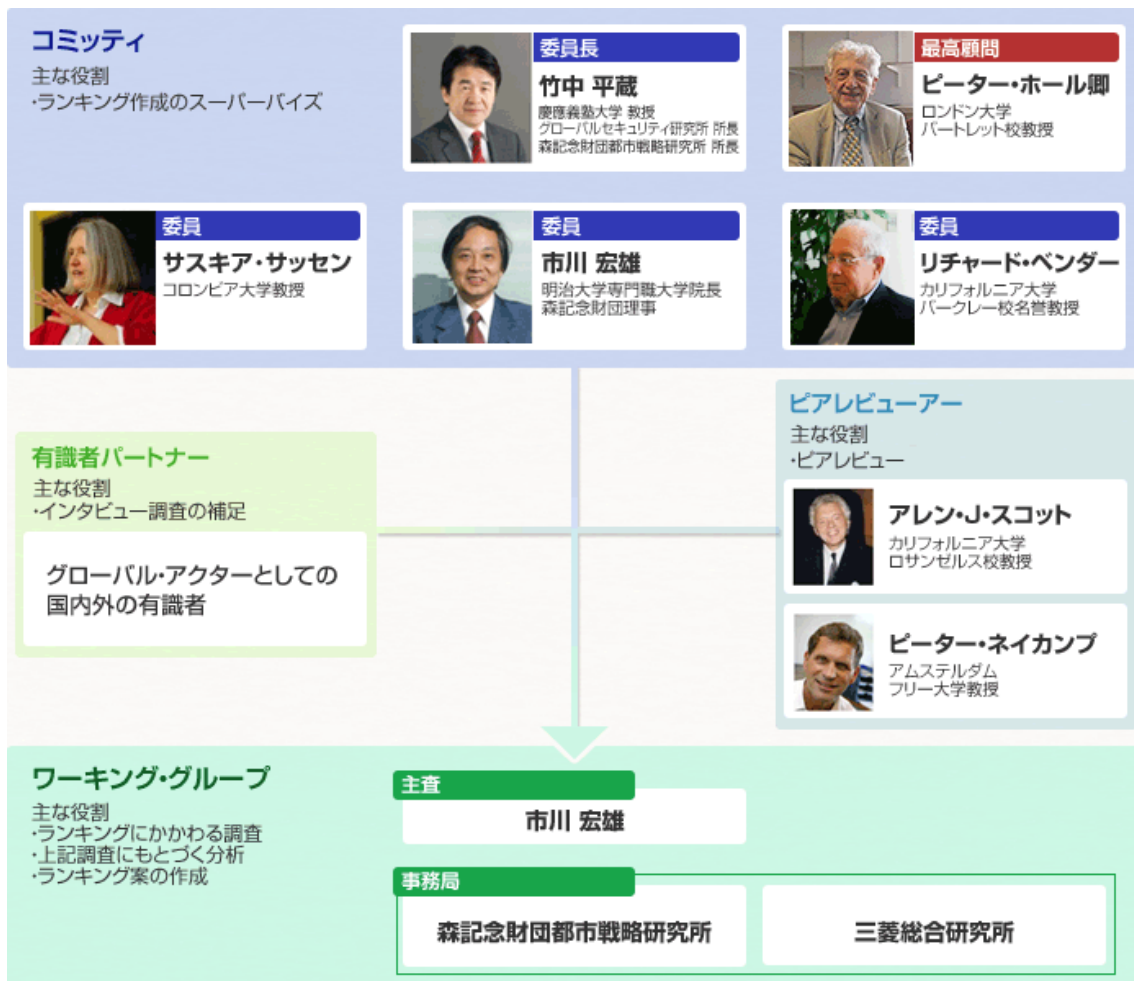 コミッティ
主な役割
・ランキング作成のスーパーバイズ
委員長
竹中 平蔵
慶應義塾大学 教授
グローバルセキュリティ研究所 所長
森記念財団都市戦略研究所 所長
最高顧問
ピーター・ホール卿
ロンドン大学
バートレット校教授
委員
サスキア・サッセン
コロンビア大学教授
委員
市川 宏雄
明治大学専門職大学院長
森記念財団理事
委員
リチャード・ベンダー
カリフォルニア大学
バークレー校名誉教授
有識者パートナー
主な役割
・インタビュー調査の補足
グローバル・アクターとしての
国内外の有識者
ピアレビューアー
主な役割
・ピアレビュー
アレン・J・スコット
カリフォルニア大学
ロサンゼルス校教授
ピーター・ネイカンプ
アムステルダム
フリー大学教授
ワーキング・グループ
主な役割
・ランキングにかかわる調査
・上記調査にもとづく分析
・ランキング案の作成
主査
市川 宏雄
事務局
森記念財団都市戦略研究所
三菱総合研究所